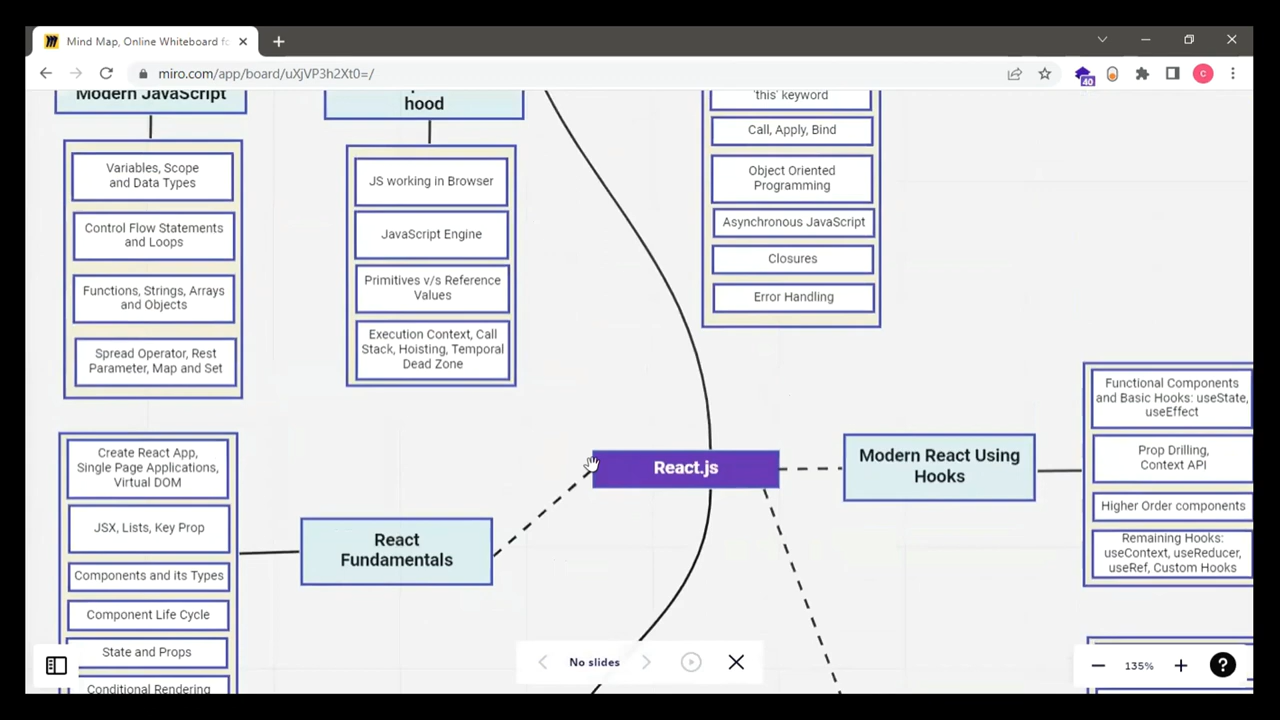 Mind Map, Online Whiteboard fo
miro.com/app/board/uXjVP3h2Xt0=/
40
C
Modern JavaScript
Variables, Scope
and Data Types
Control Flow Statements
and Loops
Functions, Strings, Arrays
and Objects
Spread Operator, Rest
Parameter, Map and Set
hood
JS working in Browser
JavaScript Engine
Primitives v/s Reference
Values
Execution Context, Call
Stack, Hoisting, Temporal
Dead Zone
'this' keyword
Call, Apply, Bind
Object Oriented
Programming
Asynchronous JavaScript
Closures
Error Handling
React.js
Modern React Using
Hooks
Functional Components
and Basic Hooks: useState,
useEffect
Prop Drilling,
Context API
Higher Order components
Remaining Hooks:
useContext, useReducer,
useRef, Custom Hooks
React
Fundamentals
Create React App,
Single Page Applications,
Virtual DOM
JSX, Lists, Key Prop
Components and its Types
Component Life Cycle
State and Props
Conditional Rendering
No slides
135%